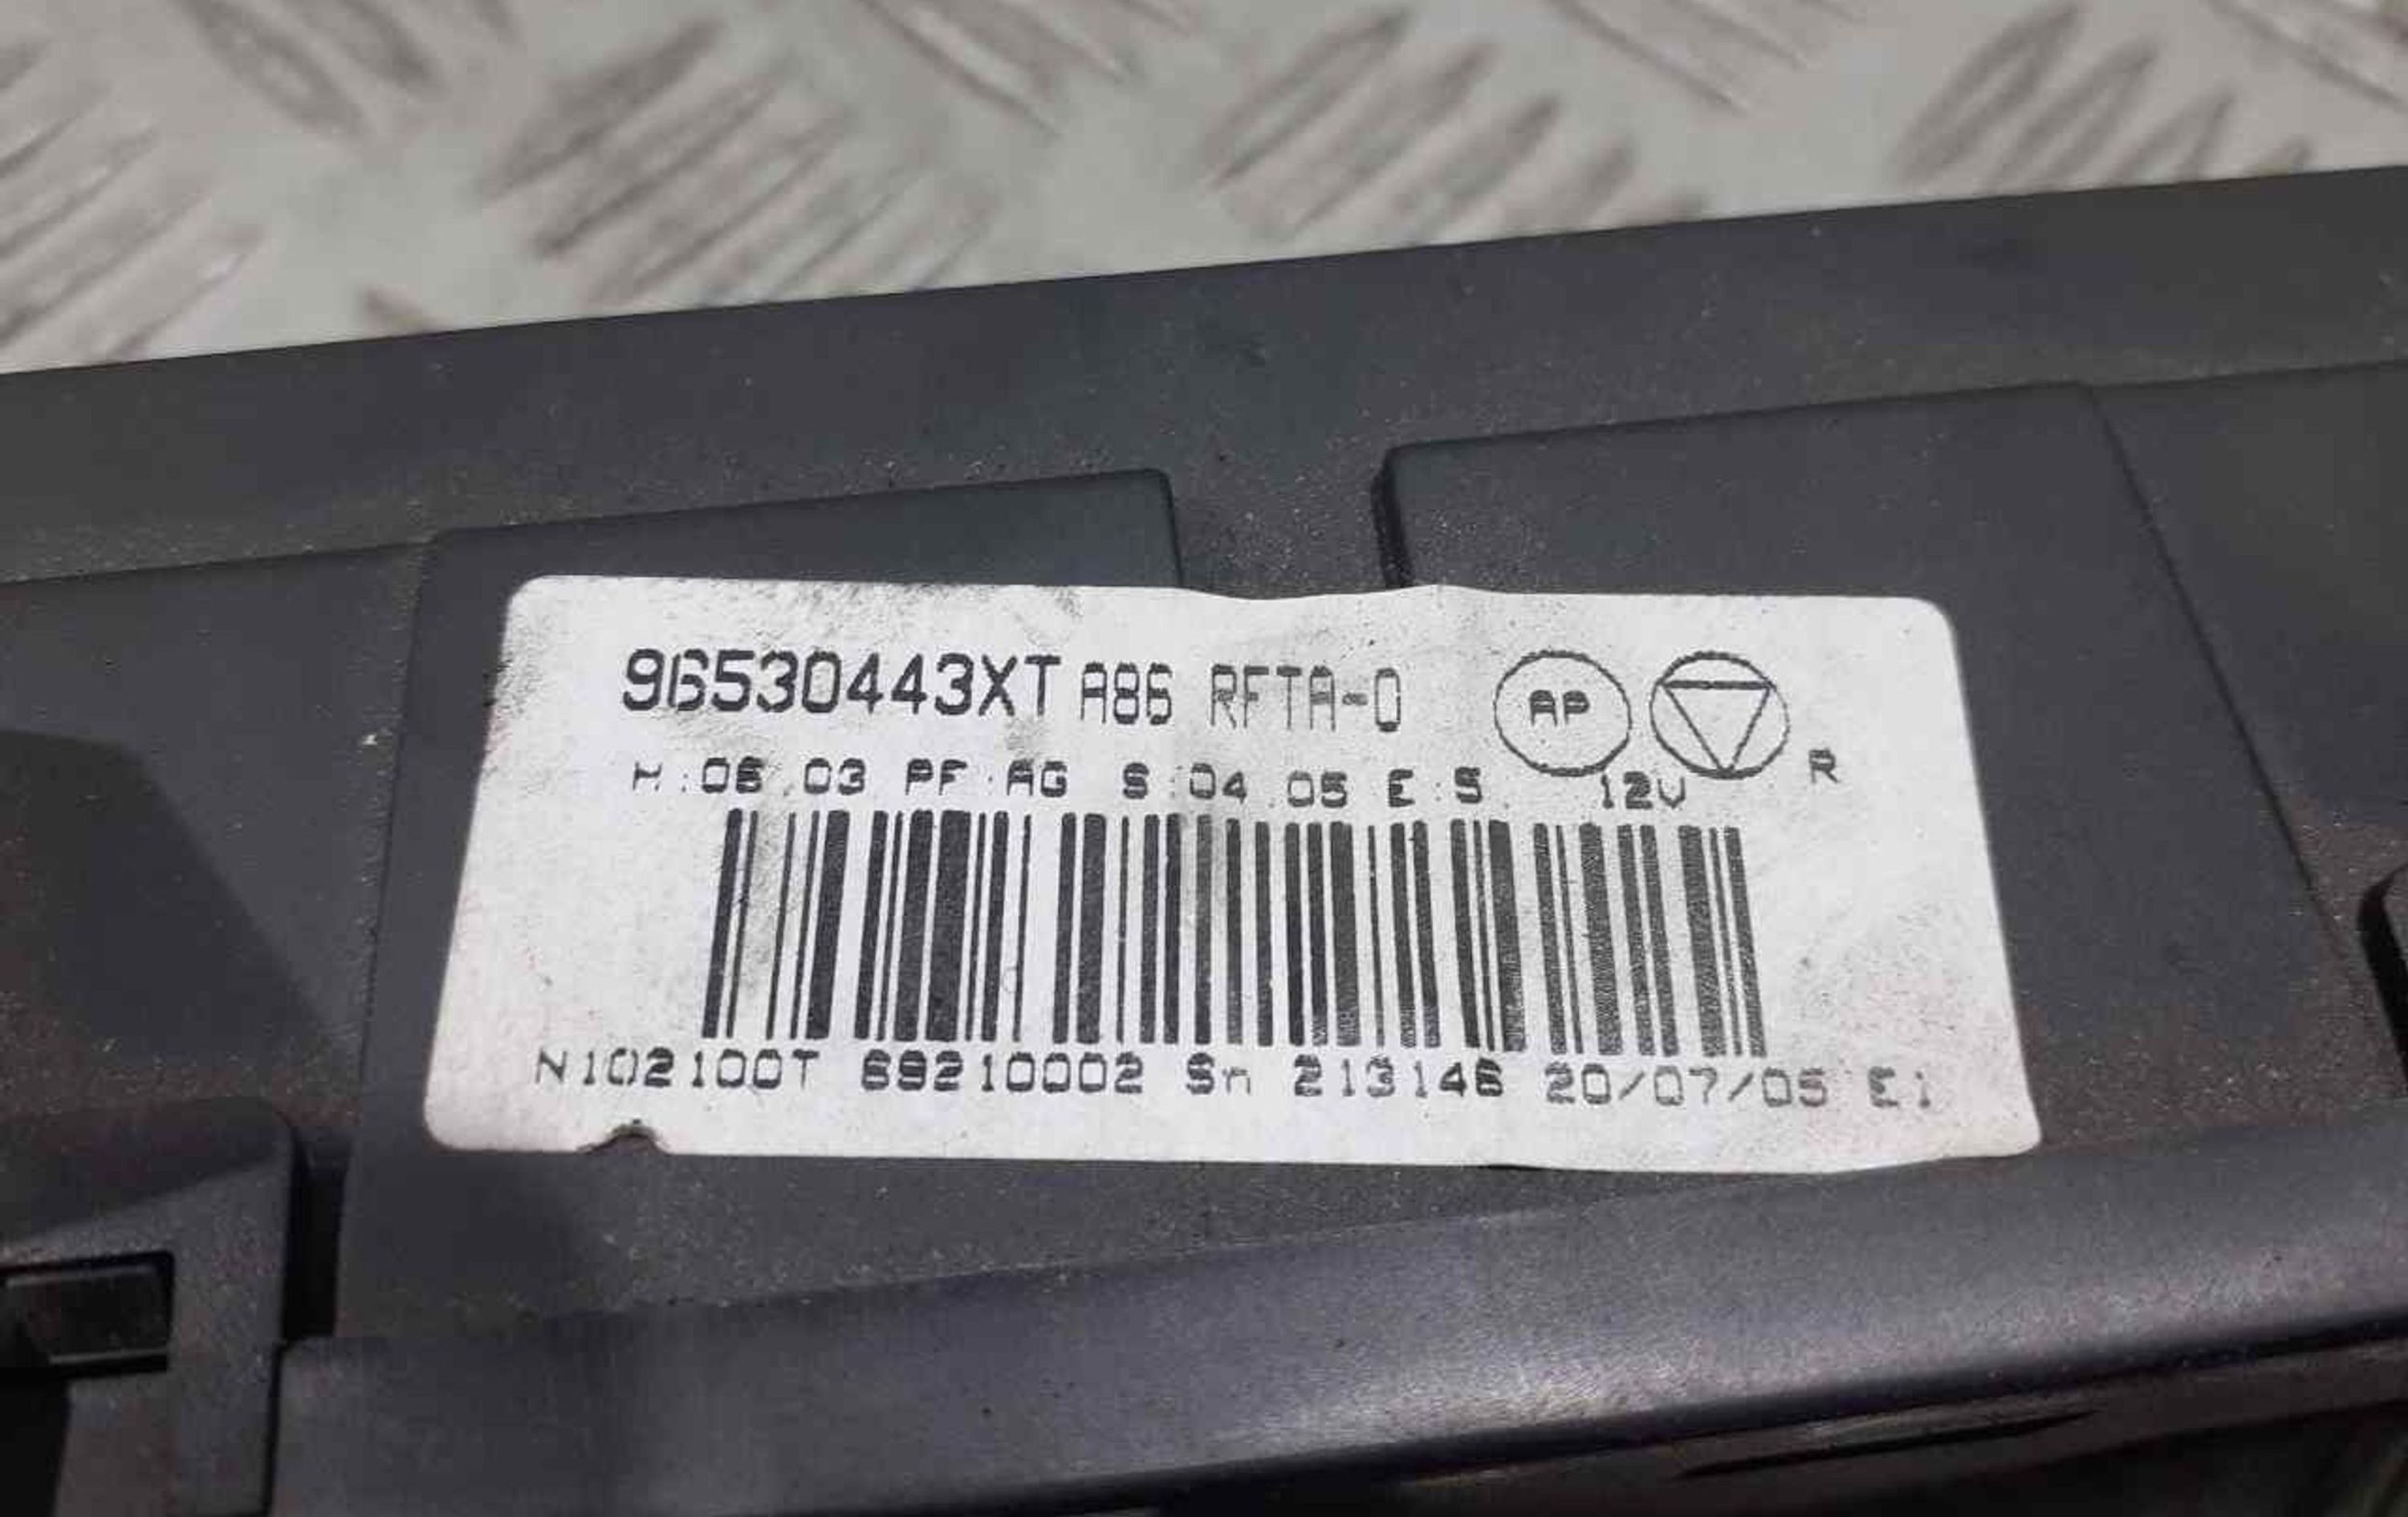 96530443XT A86 RFTA-0 AP
H:06.03 PF:AG S:04.05 E:5. 12V R
N102100T 69210002 Sn 213146 20/07/05 E1